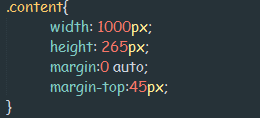 .content{
width: 1000px;
height: 265px;
margin:0 auto;
margin-top:45px;
}